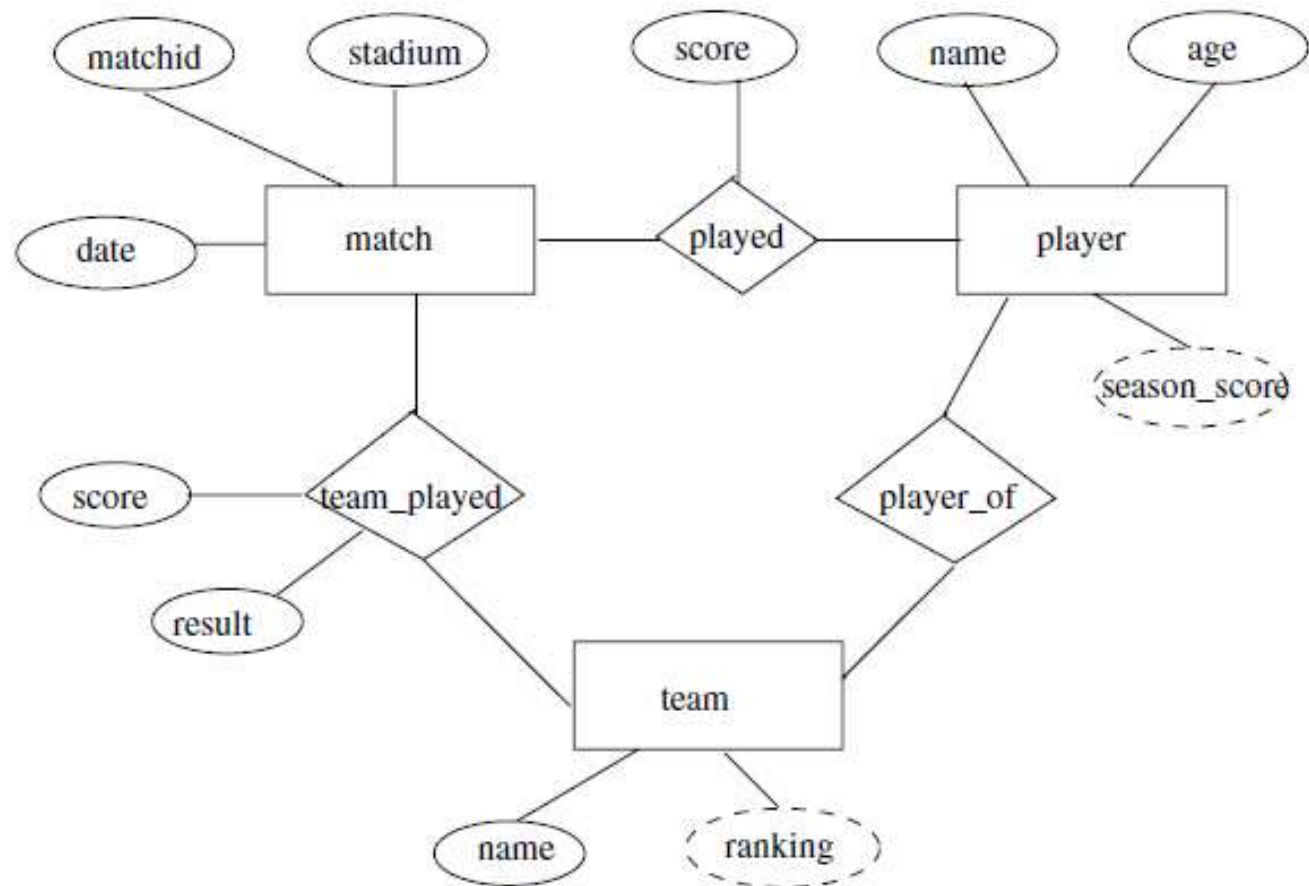 matchid
stadium
score
name
age
date
match
played
player
season_score
score
team_played
player_of
result
team
name
ranking